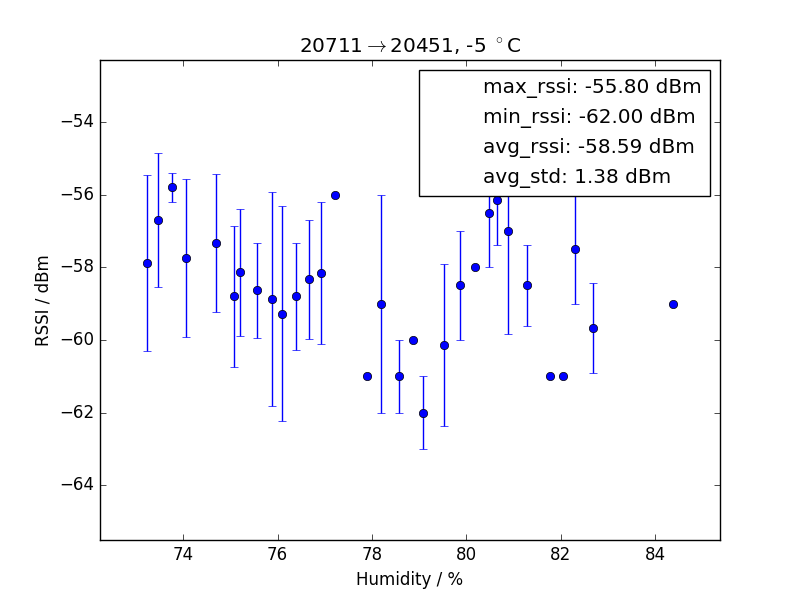 20711→20451, -5 °C
max_rssi: -55.80 dBm
min_rssi: -62.00 dBm
avg_rssi: -58.59 dBm
avg_std: 1.38 dBm
−54
−56
−58
−60
−62
−64
RSSI / dBm
74 76 78 80 82 84
Humidity / %